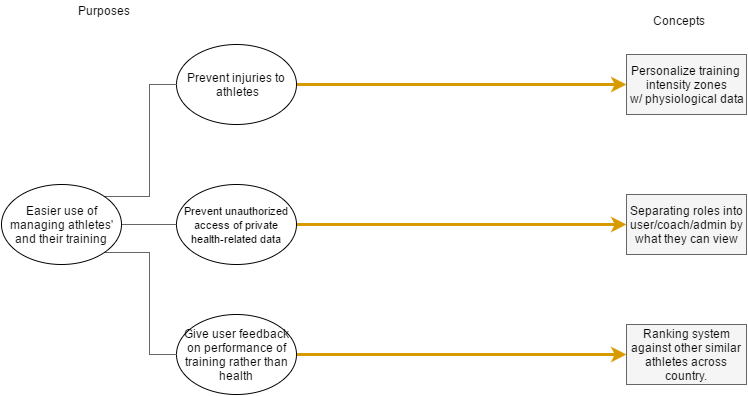 Purposes
Concepts
Prevent injuries to
athletes
Personalize training
intensity zones
w/ physiological data
Easier use of
managing athletes'
and their training
Prevent unauthorized
access of private
health-related data
Separating roles into
user/coach/admin by
what they can view
Give user feedback
on performance of
training rather than
health
Ranking system
against other similar
athletes across
country.